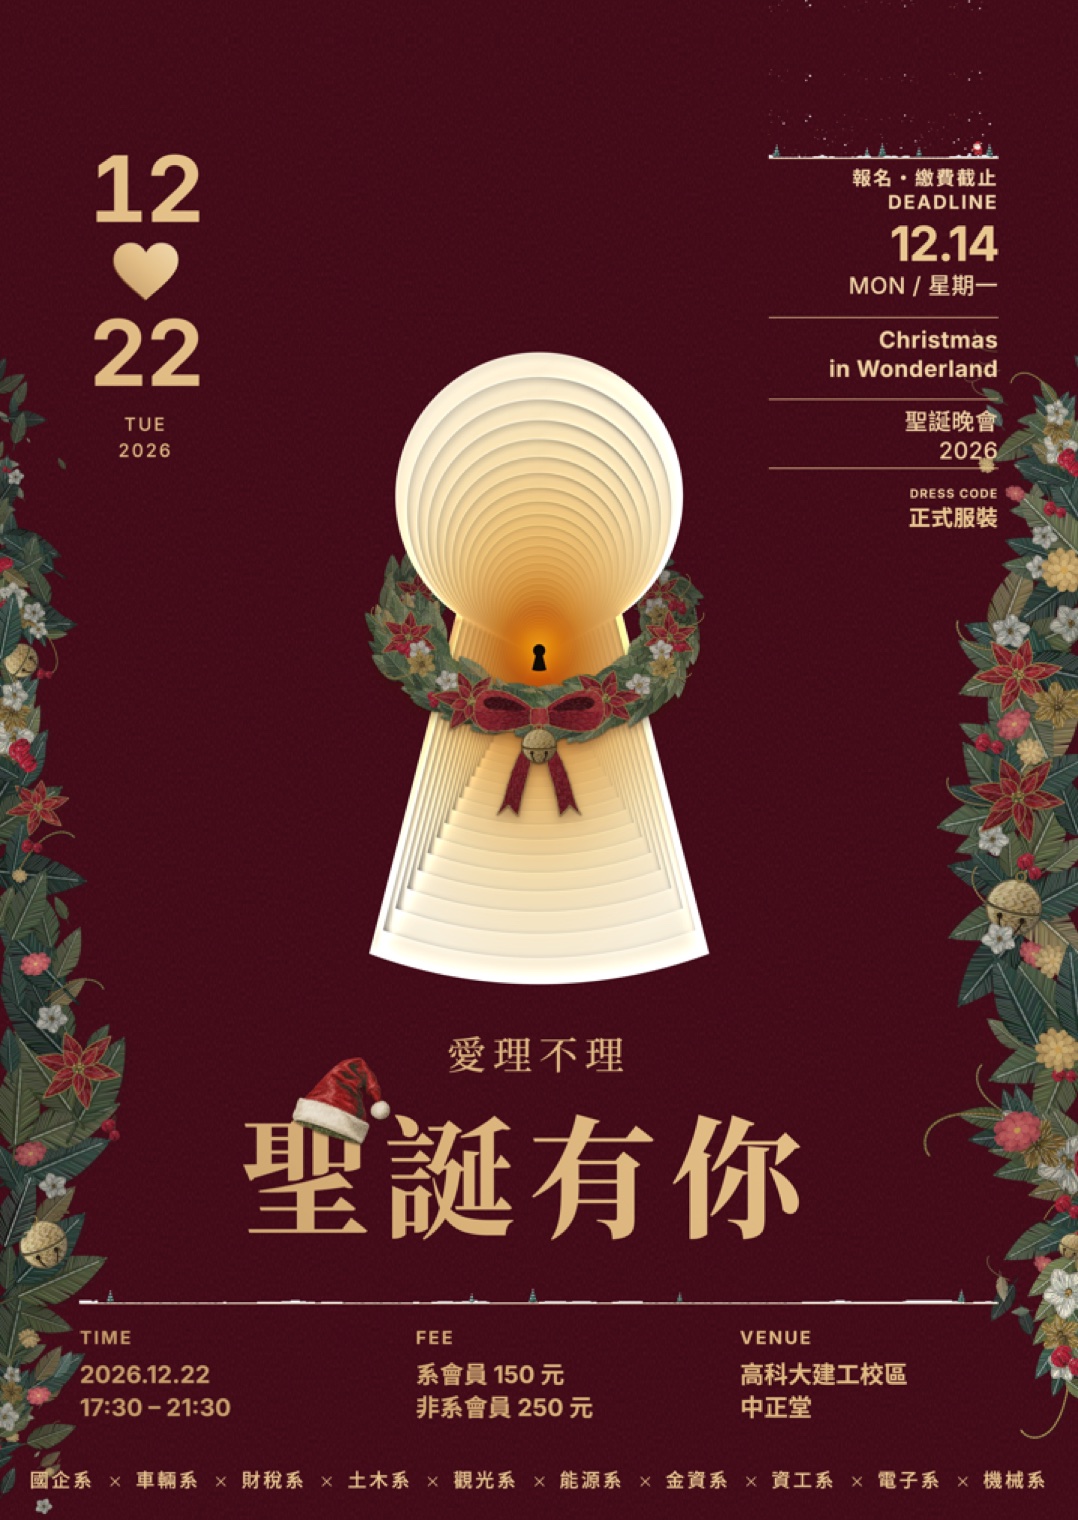 12
22
TUE
2026
報名・繳費截止
DEADLINE
12.14
MON / 星期一
Christmas
in Wonderland
聖誕晚會
2026
DRESS CODE
正式服裝
愛理不理
聖誕有你
TIME
2026.12.22
17:30 – 21:30
FEE
系會員 150 元
非系會員 250 元
VENUE
高科大建工校區
中正堂
國企系 × 車輛系 × 財稅系 × 土木系 × 觀光系 × 能源系 × 金資系 × 資工系 × 電子系 × 機械系